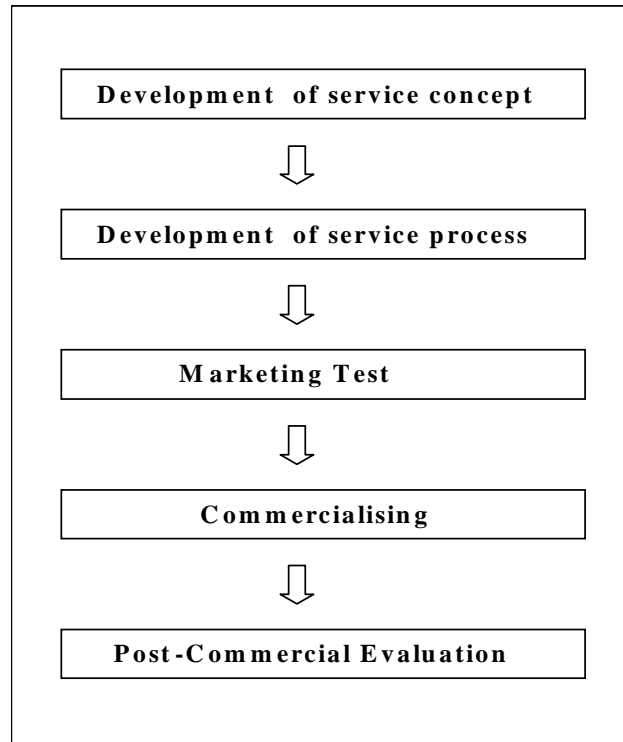 Development of service concept
Development of service process
Marketing Test
Commercialising
Post-Commercial Evaluation